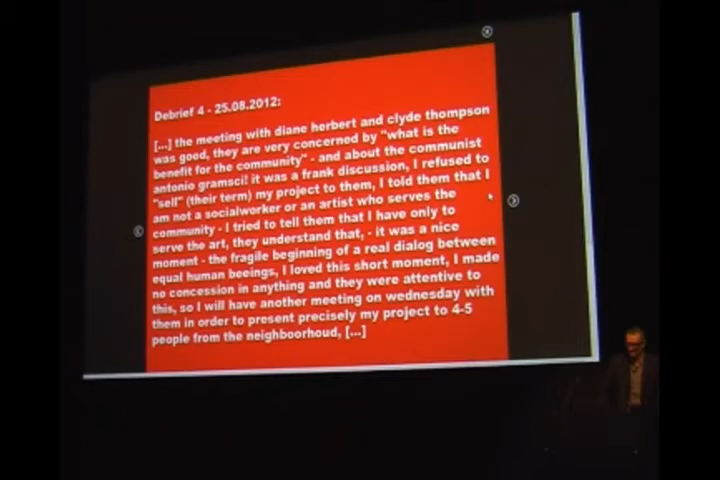 Debrief 4 - 25.08.2012:
[...] the meeting with diane herbert and clyde thompson
was good, they are very concerned by "what is the
benefit for the community" - and about the communist
antonio gramsci! it was a frank discussion, I refused to
"sell" (their term) my project to them, I told them that I
am not a socialworker or an artist who serves the
community - I tried to tell them that I have only to
serve the art, they understand that, - it was a nice
moment - the fragile beginning of a real dialog between
equal human beeings, I loved this short moment, I made
no concession in anything and they were attentive to
this, so I will have another meeting on wednesday with
them in order to present precisely my project to 4-5
people from the neighboorhoud, [...]